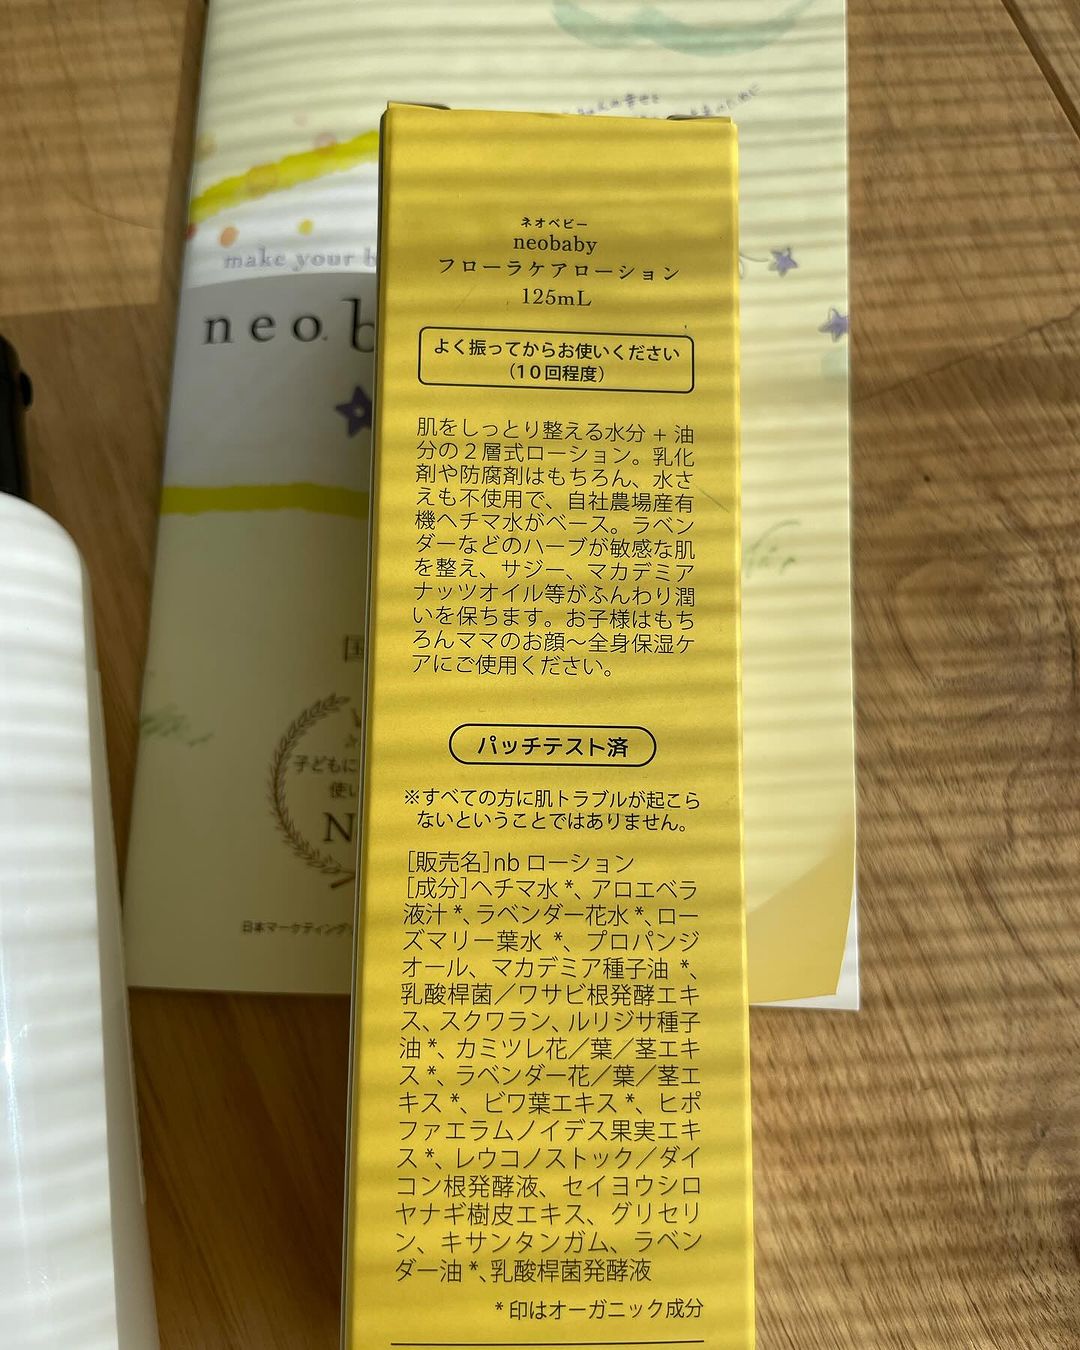 make your b
neo.b
国
子どもに
使い
N
日本マーケティング
ネオベビー
neobaby
フローラケアローション
125mL
よく振ってからお使いください
（10回程度）
肌をしっとり整える水分 + 油
分の２層式ローション。乳化
剤や防腐剤はもちろん、水さ
えも不使用で、自社農場産有
機ヘチマ水がベース。ラベン
ダーなどのハーブが敏感な肌
を整え、サジー、マカデミア
ナッツオイル等がふんわり潤
いを保ちます。お子様はもち
ろんママのお顔〜全身保湿ケ
アにご使用ください。
パッチテスト済
※すべての方に肌トラブルが起こら
ないということではありません。
[販売名]nb ローション
[成分]ヘチマ水 *、アロエベラ
液汁 *、ラベンダー花水 *、ロー
ズマリー葉水 *、プロパンジ
オール、マカデミア種子油 *、
乳酸桿菌／ワサビ根発酵エキ
ス、スクワラン、ルリジサ種子
油 *、カミツレ花／葉／茎エキ
ス *、ラベンダー花／葉／茎エ
キス *、ビワ葉エキス *、ヒポ
ファエラムノイデス果実エキ
ス *、レウコノストック／ダイ
コン根発酵液、セイヨウシロ
ヤナギ樹皮エキス、グリセリ
ン、キサンタンガム、ラベン
ダー油 *、乳酸桿菌発酵液
* 印はオーガニック成分